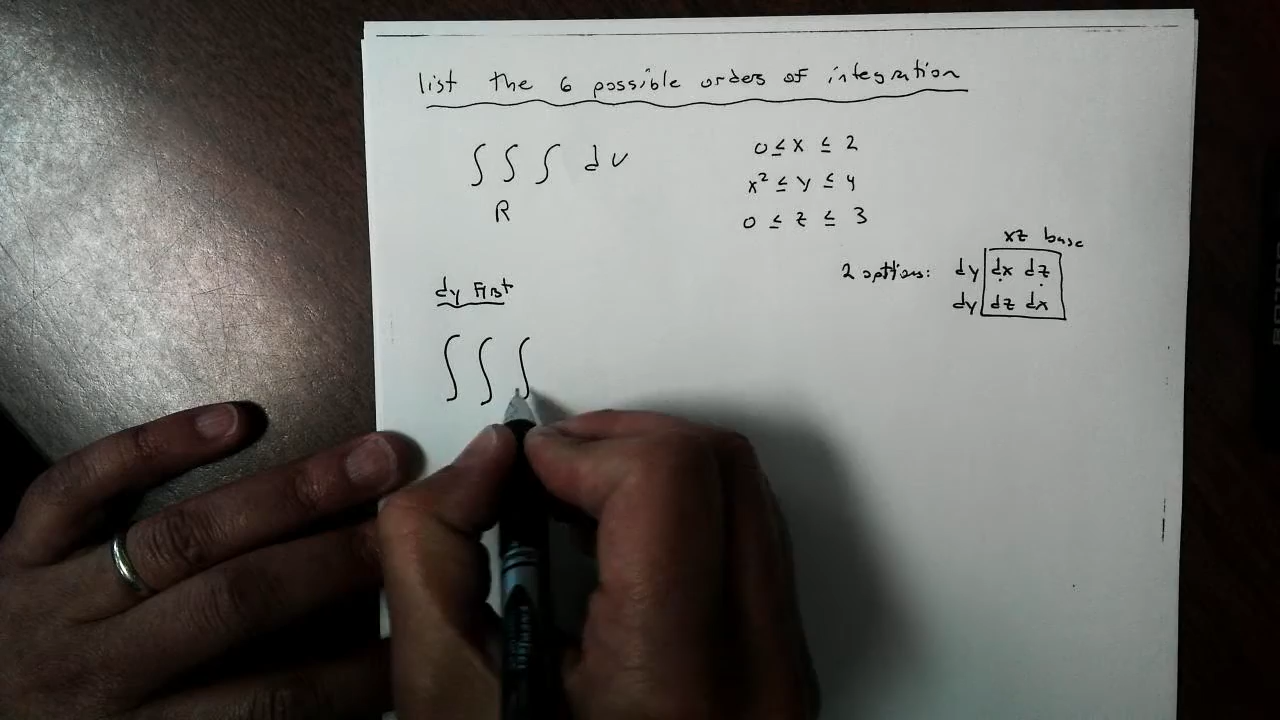 list the 6 possible orders of integration
∫ ∫ ∫ dV
R
0 ≤ x ≤ 2
x² ≤ y ≤ 4
0 ≤ z ≤ 3
xz base
2 options: dy dx dz
dy dz dx
dy First
∫ ∫ ∫